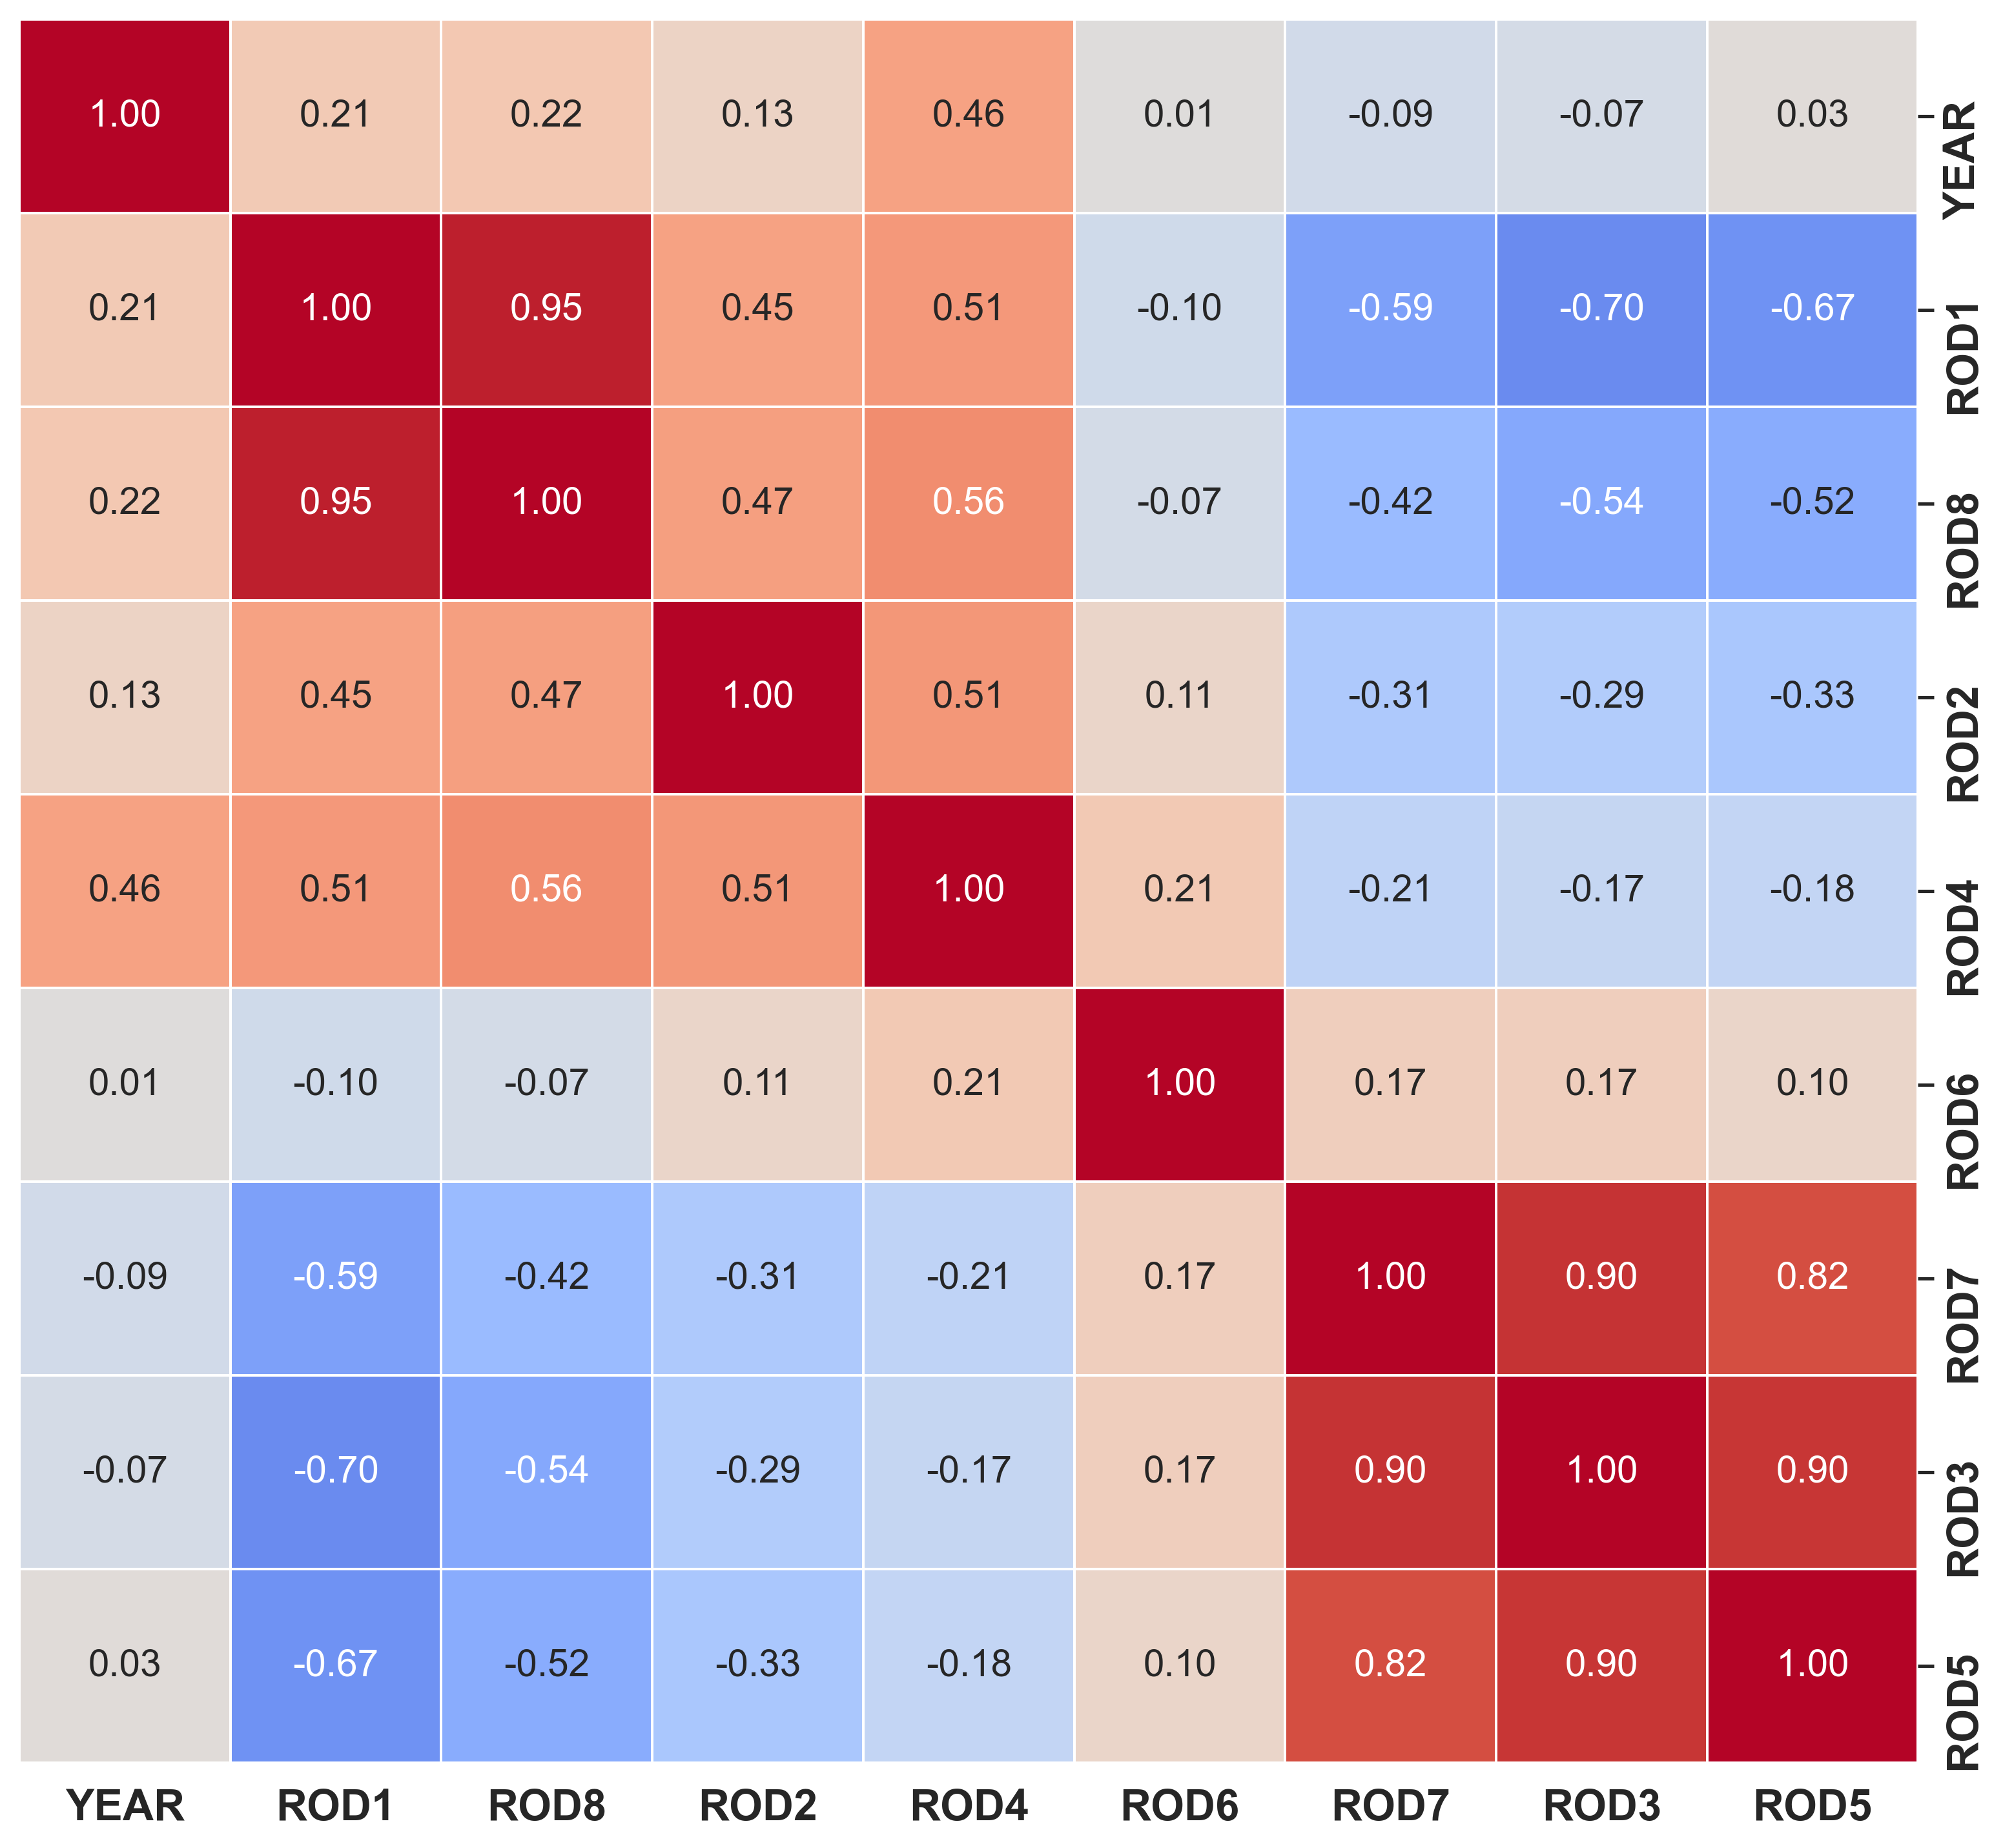 1.00 0.21 0.22 0.13 0.46 0.01 -0.09 -0.07 0.03 YEAR
0.21 1.00 0.95 0.45 0.51 -0.10 -0.59 -0.70 -0.67 ROD1
0.22 0.95 1.00 0.47 0.56 -0.07 -0.42 -0.54 -0.52 ROD8
0.13 0.45 0.47 1.00 0.51 0.11 -0.31 -0.29 -0.33 ROD2
0.46 0.51 0.56 0.51 1.00 0.21 -0.21 -0.17 -0.18 ROD4
0.01 -0.10 -0.07 0.11 0.21 1.00 0.17 0.17 0.10 ROD6
-0.09 -0.59 -0.42 -0.31 -0.21 0.17 1.00 0.90 0.82 ROD7
-0.07 -0.70 -0.54 -0.29 -0.17 0.17 0.90 1.00 0.90 ROD3
0.03 -0.67 -0.52 -0.33 -0.18 0.10 0.82 0.90 1.00 ROD5
YEAR ROD1 ROD8 ROD2 ROD4 ROD6 ROD7 ROD3 ROD5